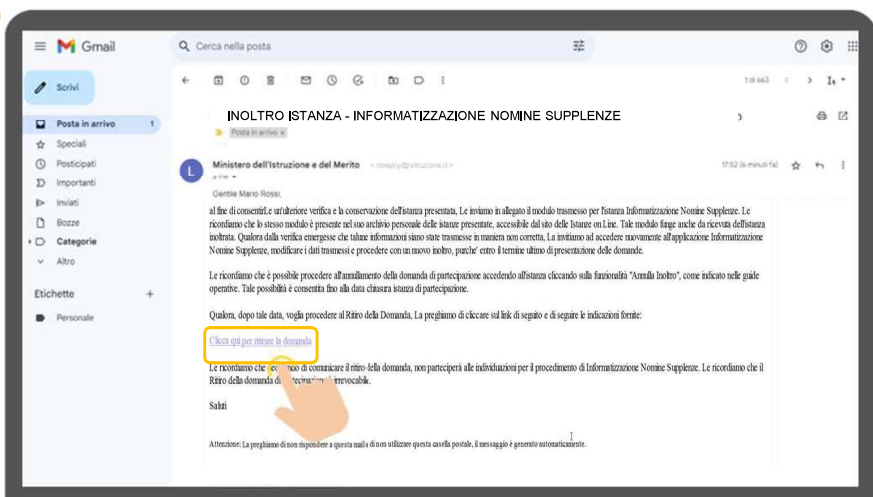 Gmail
Cerca nella posta
Scrivi
1 di 663
Posta in arrivo 1
Speciali
Posticipati
Importanti
Inviati
Bozze
Categorie
Altro
Etichette
Personale
INOLTRO ISTANZA - INFORMATIZZAZIONE NOMINE SUPPLENZE
Posta in arrivo x
L
Ministero dell'Istruzione e del Merito
17:52 (6 minuti fa)
a me
Gentile Mario Rossi,
al fine di consentirLe un'ulteriore verifica e la conservazione dell'istanza presentata, Le inviamo in allegato il modulo trasmesso per l'istanza Informatizzazione Nomine Supplenze. Le
ricordiamo che lo stesso modulo è presente nel suo archivio personale delle istanze presentate, accessibile dal sito delle Istanze on Line. Tale modulo funge anche da ricevuta dell'istanza
inoltrata. Qualora dalla verifica emergesse che talune informazioni siano state trasmesse in maniera non corretta, La invitiamo ad accedere nuovamente all'applicazione Informatizzazione
Nomine Supplenze, modificare i dati trasmessi e procedere con un nuovo inoltro, purche' entro il termine ultimo di presentazione delle domande.
Le ricordiamo che è possibile procedere all'annullamento della domanda di partecipazione accedendo all'istanza cliccando sulla funzionalità "Annulla Inoltro", come indicato nelle guide
operative. Tale possibilità è consentita fino alla data chiusura istanza di partecipazione.
Qualora, dopo tale data, voglia procedere al Ritiro della Domanda, La preghiamo di cliccare sul link di seguito e di seguire le indicazioni fornite:
Clicca qui per ritirare la domanda
Le ricordiamo che di comunicare il ritiro della domanda, non parteciperà alle individuazioni per il procedimento di Informatizzazione Nomine Supplenze. Le ricordiamo che il
Ritiro della domanda di irrevocabile.
Saluti
Attenzione: La preghiamo di non rispondere a questa mail e di non utilizzare questa casella postale, il messaggio è generato automaticamente.